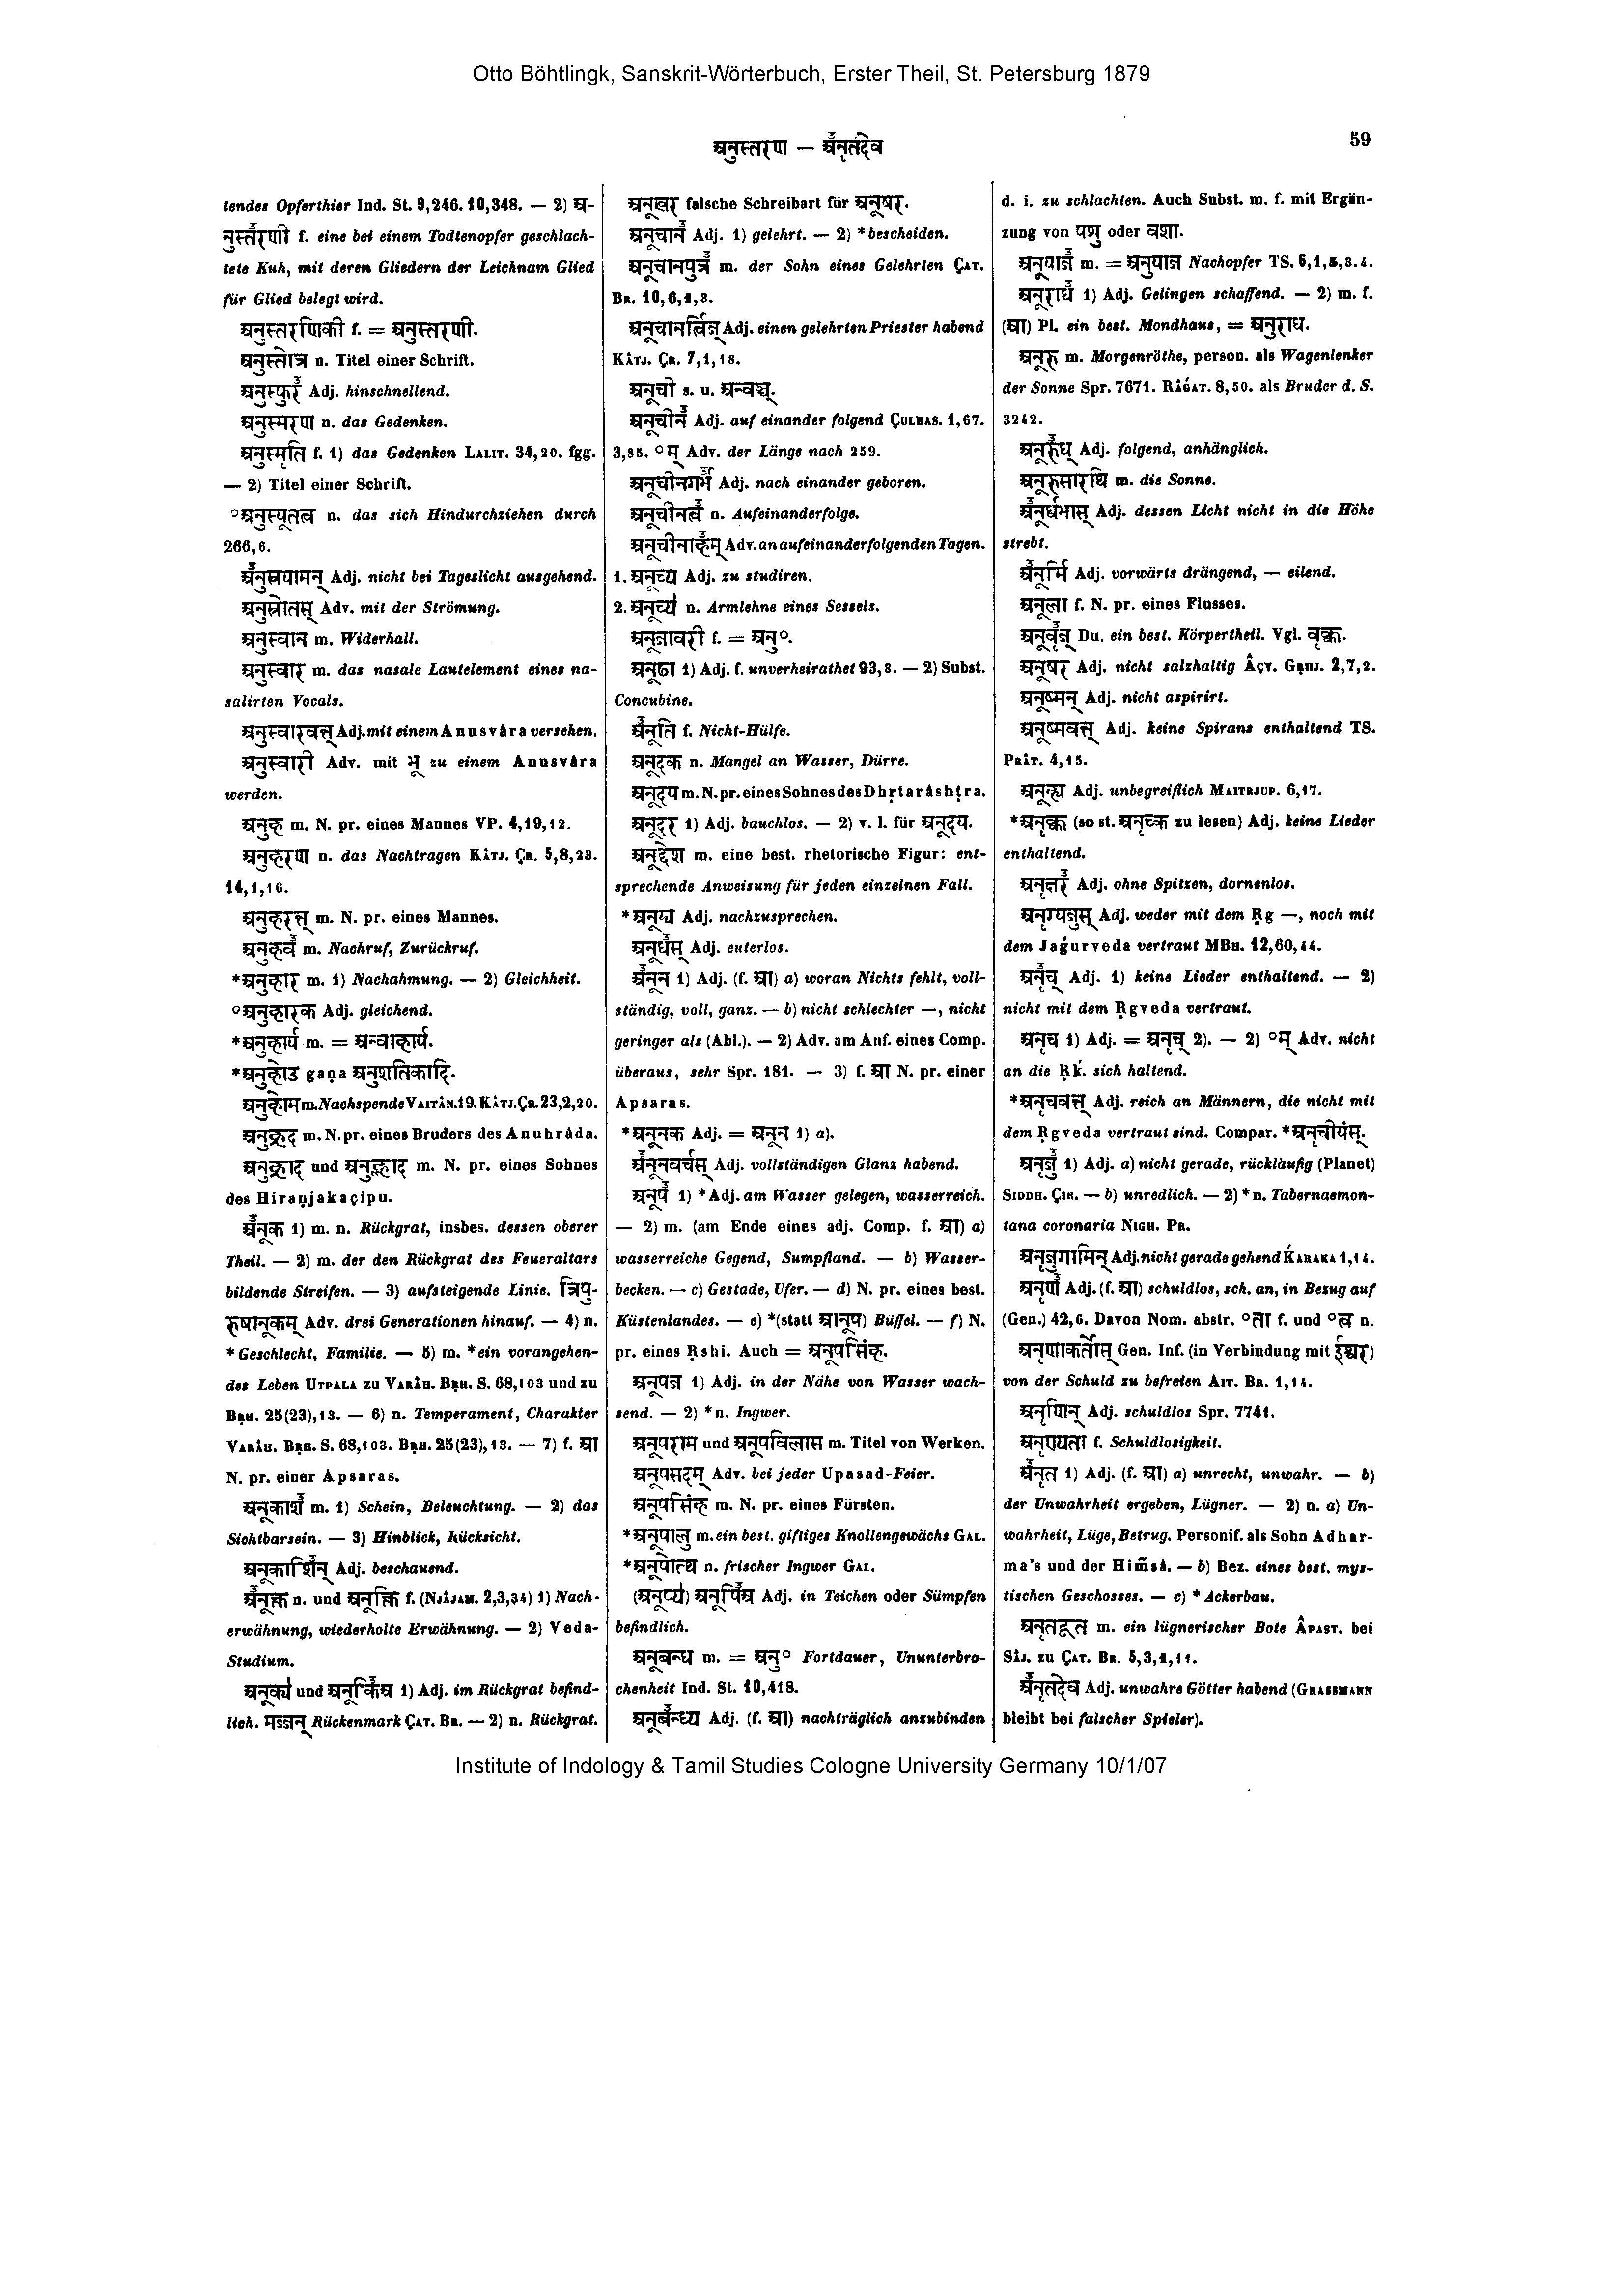 Otto Böhtlingk, Sanskrit-Wörterbuch, Erster Theil, St. Petersburg 1879
अनुस्तरण — अनृतदेव
59
tendes Opferthier Ind. St. 9,246. 10,348. — 2) अ-
नुस्तरणी f. eine bei einem Todtenopfer geschlach-
tete Kuh, mit deren Gliedern der Leichnam Glied
für Glied belegt wird.
अनुस्तरणिकी f. = अनुस्तरणी.
अनुस्तोत्र n. Titel einer Schrift.
अनुस्फुर Adj. hinschnellend.
अनुस्मरण n. das Gedenken.
अनुस्मृति f. 1) das Gedenken LALIT. 34,20. fgg.
— 2) Titel einer Schrift.
°अनुस्यूतत्व n. das sich Hindurchziehen durch
266,6.
अनुस्रयामन् Adj. nicht bei Tageslicht ausgehend.
अनुस्रोतस् Adv. mit der Strömung.
अनुस्वान m. Widerhall.
अनुस्वार m. das nasale Lautelement eines na-
salirten Vocals.
अनुस्वारवत् Adj. mit einem Anusvâra versehen.
अनुस्वारी Adv. mit भू zu einem Anusvâra
werden.
अनुह m. N. pr. eines Mannes VP. 4,19,12.
अनुहरण n. das Nachtragen KÂTJ. ÇR. 5,8,23.
14,1,16.
अनुहरत् m. N. pr. eines Mannes.
अनुहव m. Nachruf, Zurückruf.
*अनुहार m. 1) Nachahmung. — 2) Gleichheit.
°अनुहारक Adj. gleichend.
*अनुहार्य m. = अन्वाहार्य.
*अनुहोड gaṇa अनुशतिकादि.
अनुहोम m. Nachspende VAITÂN. 19. KÂTJ. ÇR. 23,2,20.
अनुह्रद m. N. pr. eines Bruders des Anuhrâda.
अनुह्राद und अनुह्लाद m. N. pr. eines Sohnes
des Hiraṇjakaçipu.
अनूक 1) m. n. Rückgrat, insbes. dessen oberer
Theil. — 2) m. der den Rückgrat des Feueraltars
bildende Streifen. — 3) aufsteigende Linie. त्रिपु-
रुषानूकम् Adv. drei Generationen hinauf. — 4) n.
* Geschlecht, Familie. — 5) m. *ein vorangehen-
des Leben UTPALA zu VARÂH. BṚH. S. 68,103 und zu
BṚH. 25(23),13. — 6) n. Temperament, Charakter
VARÂH. BṚH. S. 68,103. BṚH. 25(23),13. — 7) f. आ
N. pr. einer Apsaras.
अनूकाश m. 1) Schein, Beleuchtung. — 2) das
Sichtbarsein. — 3) Hinblick, Rücksicht.
अनूकाशिन् Adj. beschauend.
अनूक्त n. und अनूक्ति f. (NJÂJAM. 2,3,34) 1) Nach-
erwähnung, wiederholte Erwähnung. — 2) Veda-
Studium.
अनूक्य und अनूकिअ 1) Adj. im Rückgrat befind-
lich. मज्जन् Rückenmark ÇAT. BR. — 2) n. Rückgrat.
अनूखर falsche Schreibart für अनूषर.
अनूचान Adj. 1) gelehrt. — 2) *bescheiden.
अनूचानपुत्र m. der Sohn eines Gelehrten ÇAT.
BR. 10,6,1,3.
अनूचानर्त्विज् Adj. einen gelehrten Priester habend
KÂTJ. ÇR. 7,1,18.
अनूची s. u. अन्वञ्च्.
अनूचीन Adj. auf einander folgend ÇULBAS. 1,67.
3,85. °म् Adv. der Länge nach 259.
अनूचीनगर्भ Adj. nach einander geboren.
अनूचीनत्व n. Aufeinanderfolge.
अनूचीनाहम् Adv. an aufeinanderfolgenden Tagen.
1. अनूच्य Adj. zu studiren.
2. अनूच्य n. Armlehne eines Sessels.
अनूजावरी f. = अनु°.
अनूढा 1) Adj. f. unverheirathet 93,3. — 2) Subst.
Concubine.
अनूति f. Nicht-Hülfe.
अनूदक n. Mangel an Wasser, Dürre.
अनूदय m. N. pr. eines Sohnes des Dhṛtarâshṭra.
अनूदर 1) Adj. bauchlos. — 2) v. l. für अनूदय.
अनूद्देश m. eine best. rhetorische Figur: ent-
sprechende Anweisung für jeden einzelnen Fall.
*अनूद्य Adj. nachzusprechen.
अनूधस् Adj. euterlos.
अनून 1) Adj. (f. आ) a) woran Nichts fehlt, voll-
ständig, voll, ganz. — b) nicht schlechter —, nicht
geringer als (Abl.). — 2) Adv. am Anf. eines Comp.
überaus, sehr Spr. 181. — 3) f. आ N. pr. einer
Apsaras.
*अनूनक Adj. = अनून 1) a).
अनूनवर्चस् Adj. vollständigen Glanz habend.
अनूप 1) *Adj. am Wasser gelegen, wasserreich.
— 2) m. (am Ende eines adj. Comp. f. आ) a)
wasserreiche Gegend, Sumpfland. — b) Wasser-
becken. — c) Gestade, Ufer. — d) N. pr. eines best.
Küstenlandes. — e) *(statt आनूप) Büffel. — f) N.
pr. eines Ṛshi. Auch = अनूपसिंह.
अनूपज 1) Adj. in der Nähe von Wasser wach-
send. — 2) *n. Ingwer.
अनूपराम und अनूपविलास m. Titel von Werken.
अनूपसदम् Adv. bei jeder Upasad-Feier.
अनूपसिंह m. N. pr. eines Fürsten.
*अनूपालु m. ein best. giftiges Knollengewächs GAL.
*अनूपोत्थ n. frischer Ingwer GAL.
(अनूप्य) अनूपिअ Adj. in Teichen oder Sümpfen
befindlich.
अनूबन्ध m. = अनु° Fortdauer, Ununterbro-
chenheit Ind. St. 10,418.
अनूबन्ध्य Adj. (f. आ) nachträglich anzubinden
d. i. zu schlachten. Auch Subst. m. f. mit Ergän-
zung von पशु oder वशा.
अनूयाज m. = अनुयाज Nachopfer TS. 6,1,5,3.4.
अनूराध 1) Adj. Gelingen schaffend. — 2) m. f.
(आ) Pl. ein best. Mondhaus, = अनुराध.
अनूरु m. Morgenröthe, person. als Wagenlenker
der Sonne Spr. 7671. RÂǴAT. 8,50. als Bruder d. S.
3242.
अनूरुध् Adj. folgend, anhänglich.
अनूरुसारथि m. die Sonne.
अनूर्ध्वभास् Adj. dessen Licht nicht in die Höhe
strebt.
अनूर्मि Adj. vorwärts drängend, — eilend.
अनूला f. N. pr. eines Flusses.
अनूवृज् Du. ein best. Körpertheil. Vgl. वृक्क.
अनूषर Adj. nicht salzhaltig ÂÇV. GṚHJ. 2,7,2.
अनूष्मन् Adj. nicht aspirirt.
अनूष्मवत् Adj. keine Spirans enthaltend TS.
PRÂT. 4,15.
अनूह्य Adj. unbegreiflich MAITRJUP. 6,17.
*अनृक्क (so st. अनृच्क zu lesen) Adj. keine Lieder
enthaltend.
अनृक्षर Adj. ohne Spitzen, dornenlos.
अनृग्यजुस् Adj. weder mit dem Ṛg —, noch mit
dem Jaǵurveda vertraut MBH. 12,60,44.
अनृच् Adj. 1) keine Lieder enthaltend. — 2)
nicht mit dem Ṛgveda vertraut.
अनृच 1) Adj. = अनृच् 2). — 2) °म् Adv. nicht
an die Ṛḱ. sich haltend.
*अनृचवत् Adj. reich an Männern, die nicht mit
dem Ṛgveda vertraut sind. Compar. *अनृचीयंस्.
अनृजु 1) Adj. a) nicht gerade, rückläufig (Planet)
SIDDH. ÇIR. — b) unredlich. — 2) *n. Tabernaemon-
tana coronaria NIGH. PR.
अनृजुगामिन् Adj. nicht gerade gehend ḰARAKA 1,14.
अनृण Adj. (f. आ) schuldlos, sch. an, in Bezug auf
(Gen.) 42,6. Davon Nom. abstr. °ता f. und °त्व n.
अनृणाकर्तोस् Gen. Inf. (in Verbindung mit ईश्वर)
von der Schuld zu befreien AIT. BR. 1,14.
अनृणिन् Adj. schuldlos Spr. 7741.
अनृण्यता f. Schuldlosigkeit.
अनृत 1) Adj. (f. आ) a) unrecht, unwahr. — b)
der Unwahrheit ergeben, Lügner. — 2) n. a) Un-
wahrheit, Lüge, Betrug. Personif. als Sohn Adhar-
ma's und der Hiṁsâ. — b) Bez. eines best. mys-
tischen Geschosses. — c) *Ackerbau.
अनृतदूत m. ein lügnerischer Bote ÂPAST. bei
SÂJ. zu ÇAT. BR. 5,3,1,11.
अनृतदेव Adj. unwahre Götter habend (GRASSMANN
bleibt bei falscher Spieler).
Institute of Indology & Tamil Studies Cologne University Germany 10/1/07